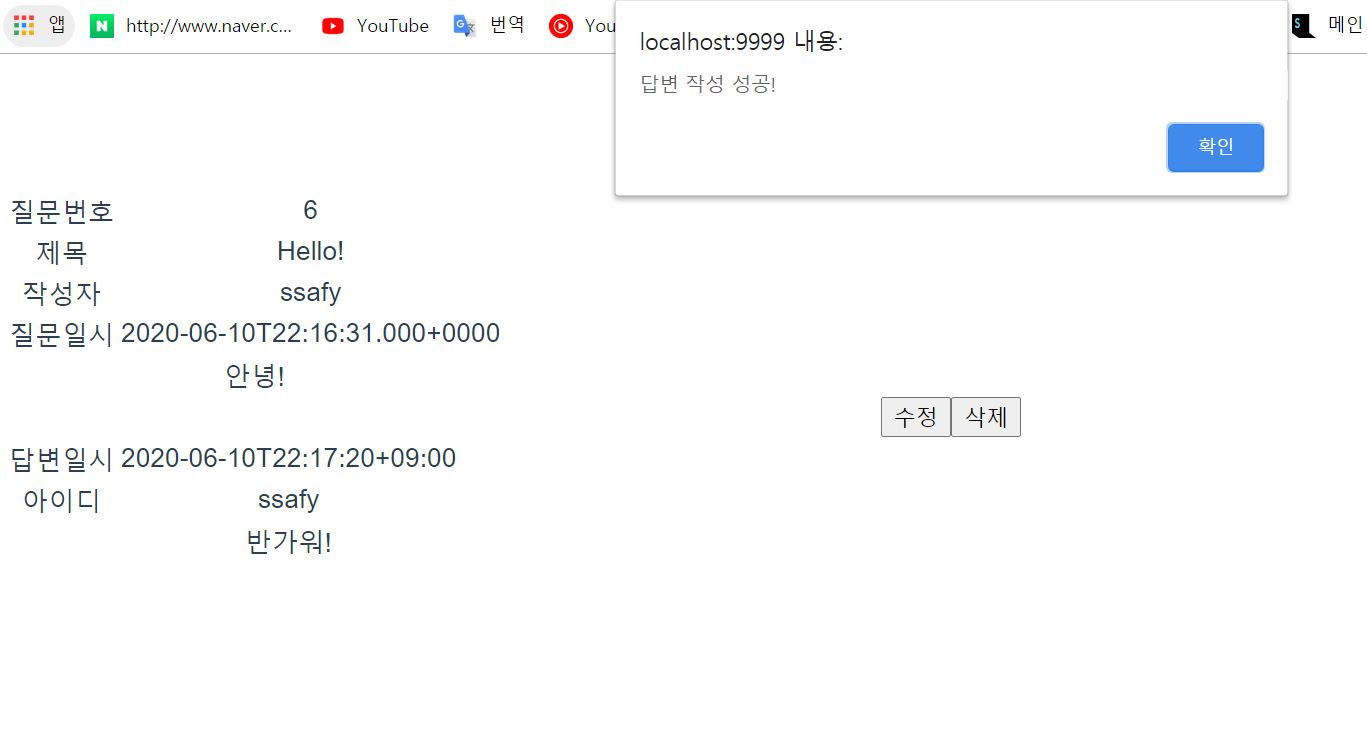 앱 N http://www.naver.c... YouTube 번역 You S 메인
localhost:9999 내용:
답변 작성 성공!
확인
질문번호 6
제목 Hello!
작성자 ssafy
질문일시 2020-06-10T22:16:31.000+0000
안녕!
수정 삭제
답변일시 2020-06-10T22:17:20+09:00
아이디 ssafy
반가워!